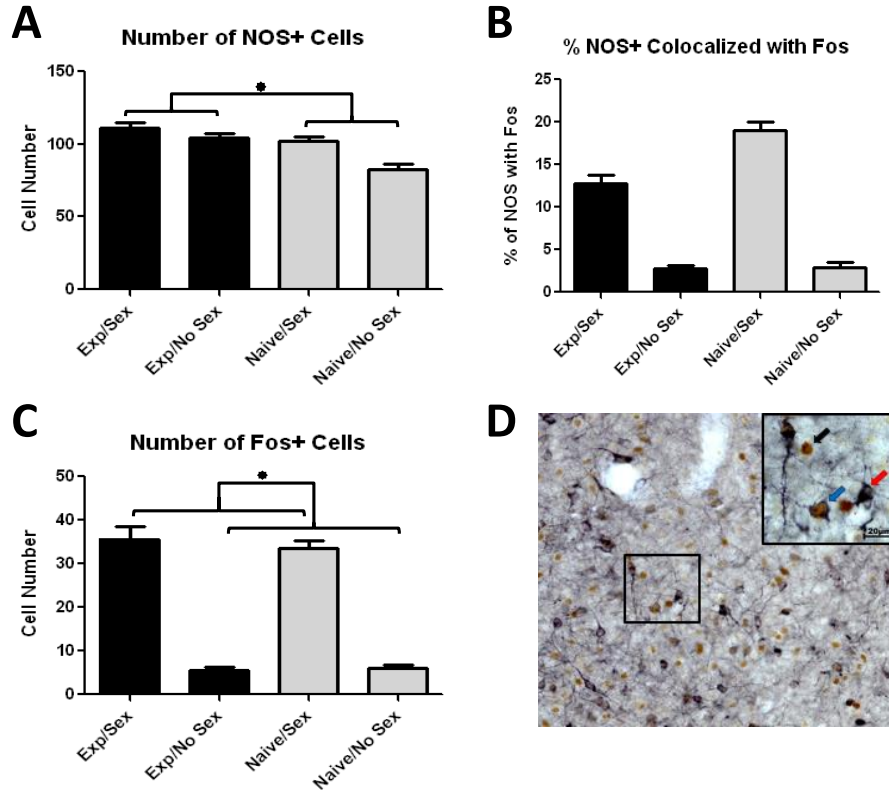 A
Number of NOS+ Cells
Cell Number
150
100
50
0
Exp/Sex
Exp/No Sex
Naive/Sex
Naive/No Sex
B
% NOS+ Colocalized with Fos
% of NOS with Fos
25
20
15
10
5
0
Exp/Sex
Exp/No Sex
Naive/Sex
Naive/No Sex
C
Number of Fos+ Cells
Cell Number
50
40
30
20
10
0
Exp/Sex
Exp/No Sex
Naive/Sex
Naive/No Sex
D
20µm